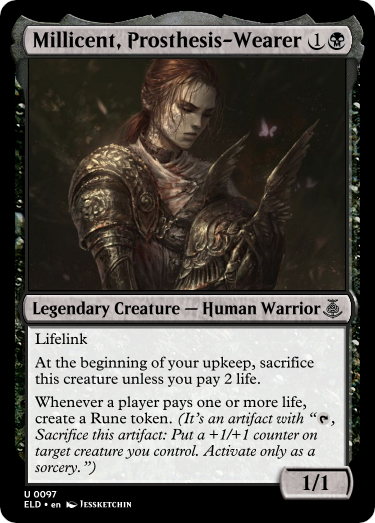 Millicent, Prosthesis-Wearer 1
Legendary Creature — Human Warrior
Lifelink
At the beginning of your upkeep, sacrifice
this creature unless you pay 2 life.
Whenever a player pays one or more life,
create a Rune token. (It's an artifact with “,
Sacrifice this artifact: Put a +1/+1 counter on
target creature you control. Activate only as a
sorcery.”)
1/1
U 0097
ELD • en Jessketchin